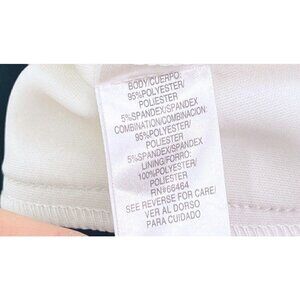 BODY/CUERPO:
95%POLYESTER/
POLIESTER
5%SPANDEX/SPANDEX
COMBINATION/COMBINACION:
95%POLYESTER/
POLIESTER
5%SPANDEX/SPANDEX
LINING/FORRO:
100%POLYESTER/
POLIESTER
RN#66464
SEE REVERSE FOR CARE/
VER AL DORSO
PARA CUIDADO